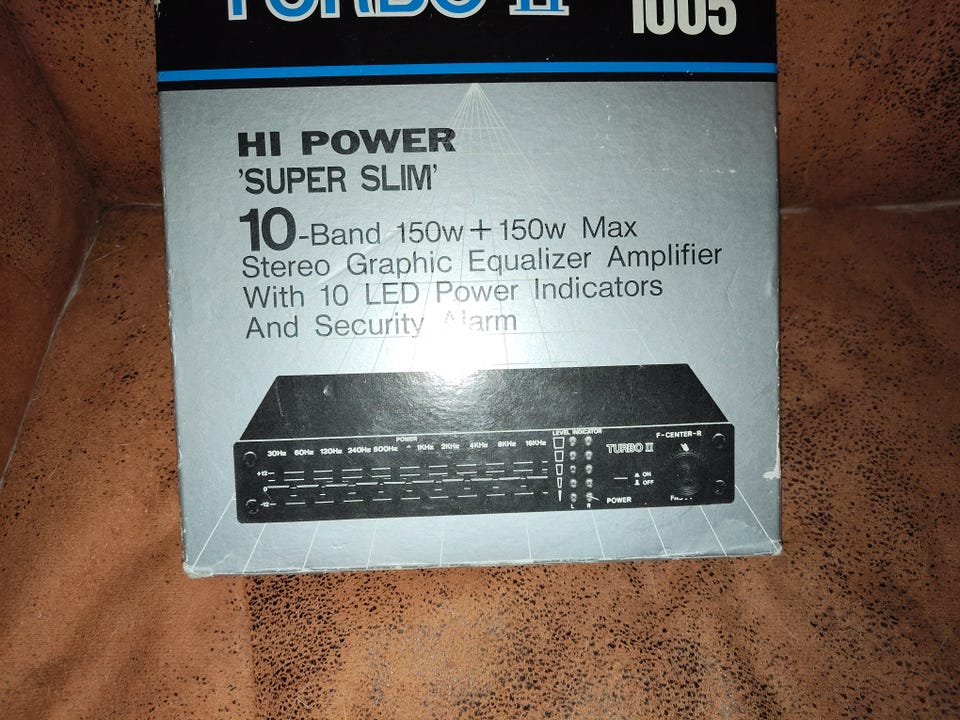 TURBO II 1005
HI POWER
'SUPER SLIM'
10-Band 150w + 150w Max
Stereo Graphic Equalizer Amplifier
With 10 LED Power Indicators
And Security Alarm
POWER
LEVEL INDICATOR
30Hz 60Hz 120Hz 240Hz 500Hz 1KHz 2KHz 4KHz 8KHz 16KHz
TURBO II
F-CENTER-R
+12
ON
OFF
-12
L R
POWER